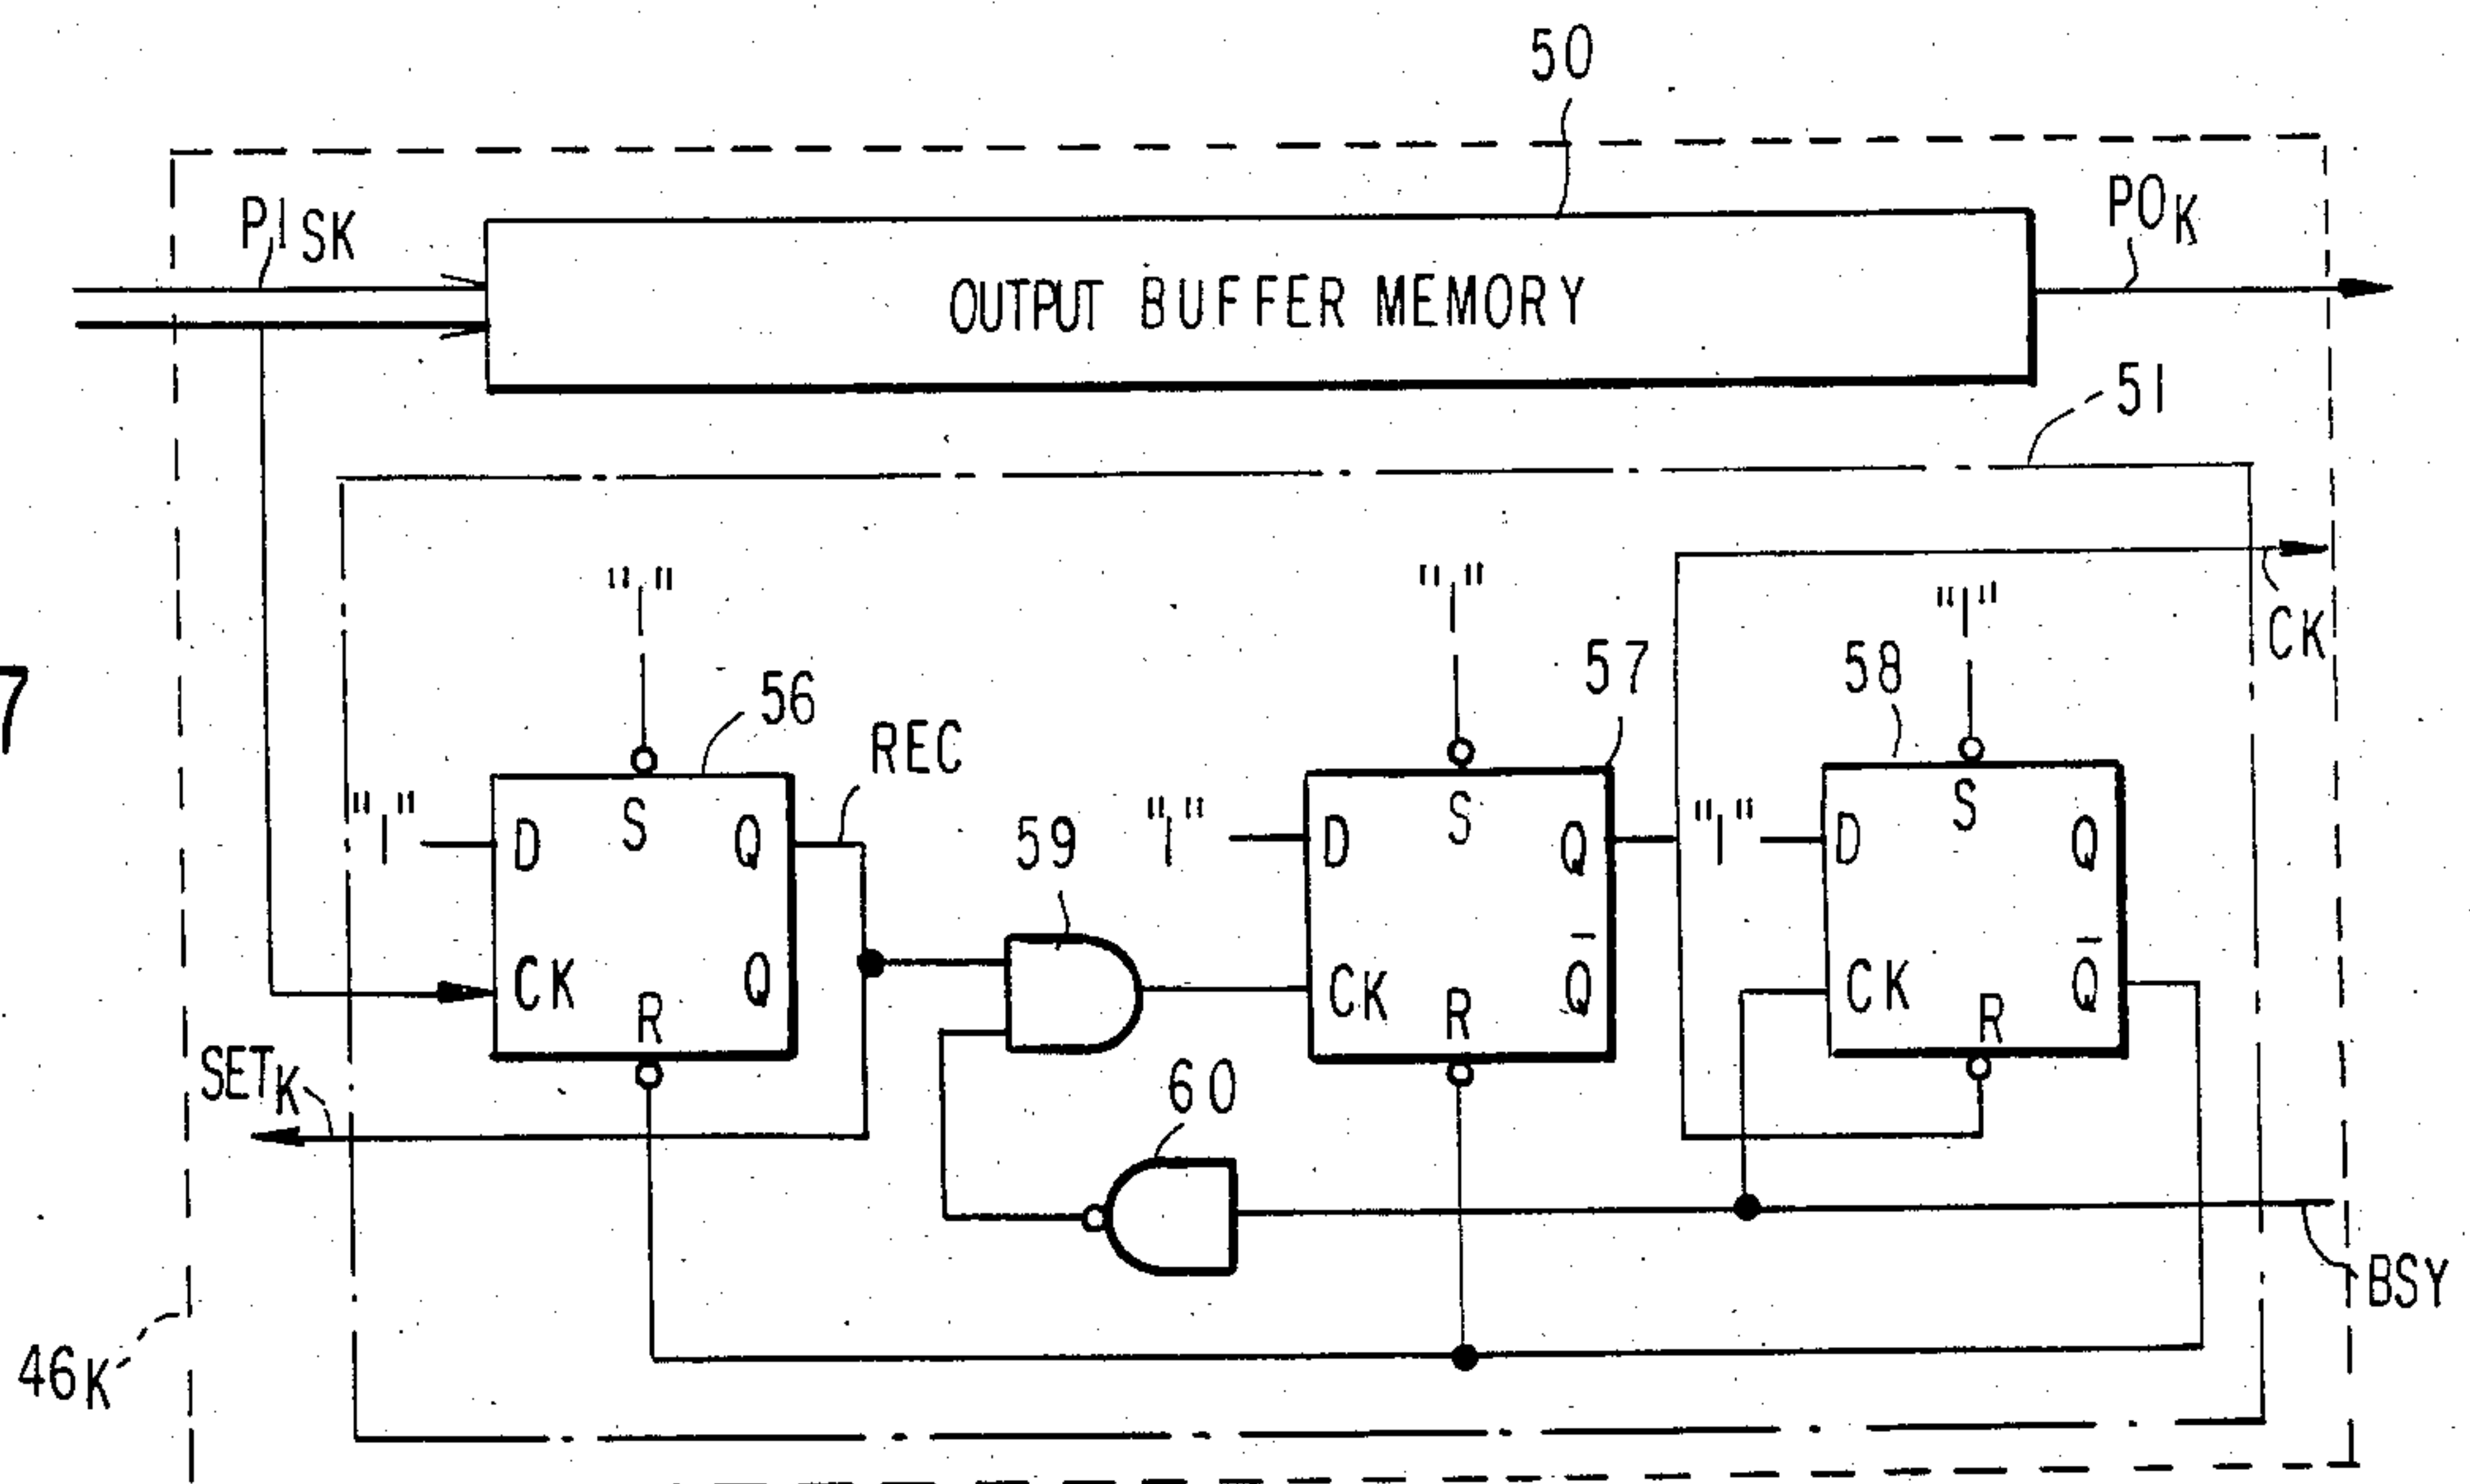 50
PI SK
PO K
OUTPUT BUFFER MEMORY
51
"1"
"1"
"1"
CK
7
56
REC
57
58
"1"
D
S
Q
59
"1"
D
S
Q
"1"
D
S
Q
CK
R
Q
CK
R
Q̅
CK
R
Q̅
SET K
60
BSY
46 K